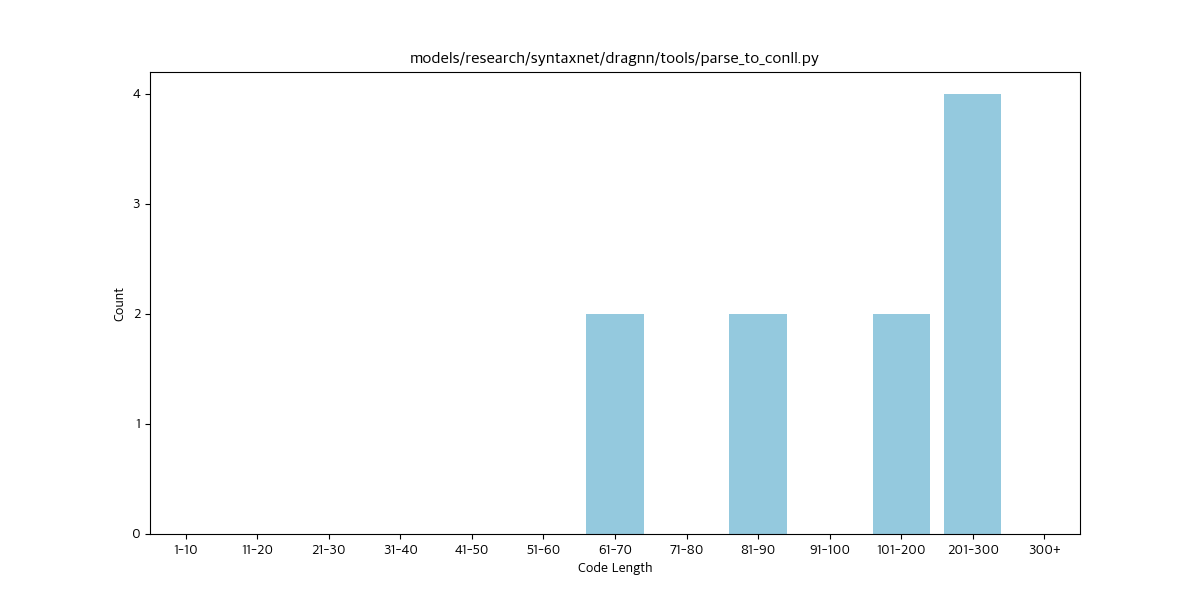 models/research/syntaxnet/dragnn/tools/parse_to_conll.py
4
3
2
1
0
Count
1-10 11-20 21-30 31-40 41-50 51-60 61-70 71-80 81-90 91-100 101-200 201-300 300+
Code Length